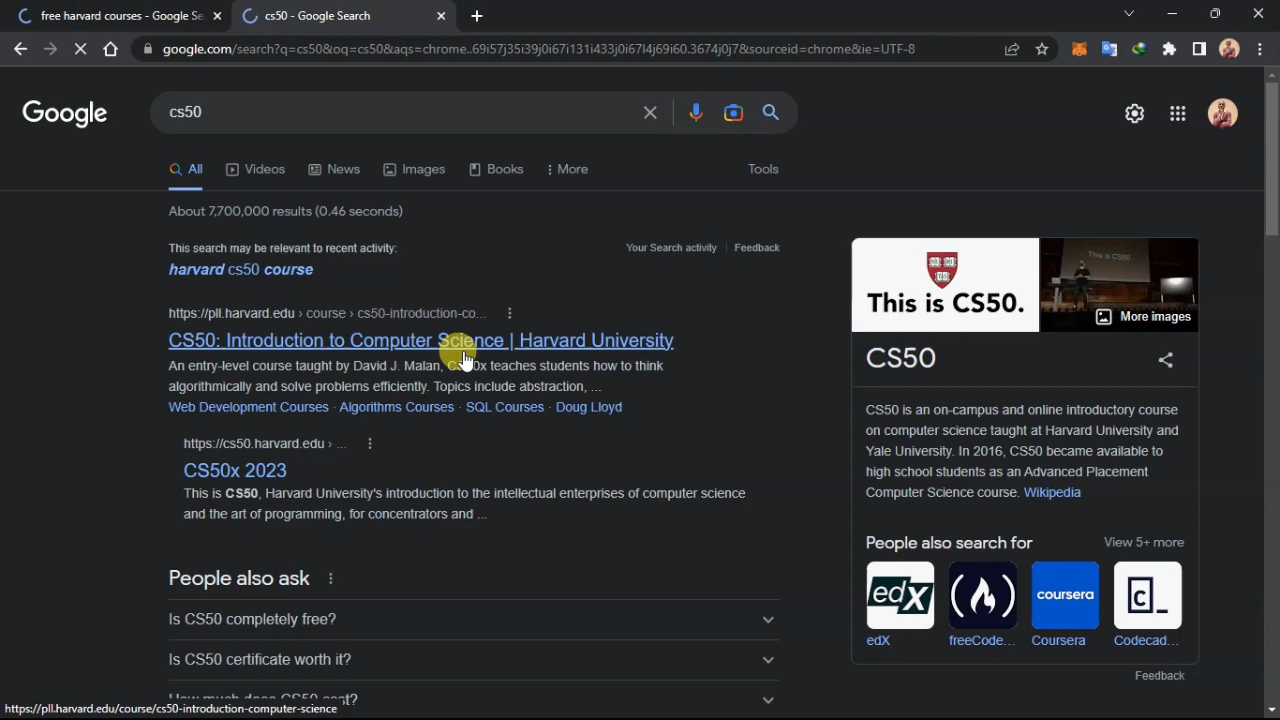 free harvard courses - Google Se
cs50 - Google Search
google.com/search?q=cs50&oq=cs50&aqs=chrome..69i57j35i39j0i67i131i433j0i67l4j69i60.3674j0j7&sourceid=chrome&ie=UTF-8
Google
cs50
All
Videos
News
Images
Books
More
Tools
About 7,700,000 results (0.46 seconds)
This search may be relevant to recent activity:
Your Search activity
Feedback
harvard cs50 course
https://pll.harvard.edu › course › cs50-introduction-co...
CS50: Introduction to Computer Science | Harvard University
An entry-level course taught by David J. Malan, CS50x teaches students how to think
algorithmically and solve problems efficiently. Topics include abstraction, ...
Web Development Courses · Algorithms Courses · SQL Courses · Doug Lloyd
https://cs50.harvard.edu › ...
CS50x 2023
This is CS50, Harvard University's introduction to the intellectual enterprises of computer science
and the art of programming, for concentrators and ...
People also ask
Is CS50 completely free?
Is CS50 certificate worth it?
How much does CS50 cost?
https://pll.harvard.edu/course/cs50-introduction-computer-science
This is CS50.
This is CS50
More images
CS50
CS50 is an on-campus and online introductory course
on computer science taught at Harvard University and
Yale University. In 2016, CS50 became available to
high school students as an Advanced Placement
Computer Science course. Wikipedia
People also search for
View 5+ more
edX
coursera
c_
edX
freeCode...
Coursera
Codecad...
Feedback